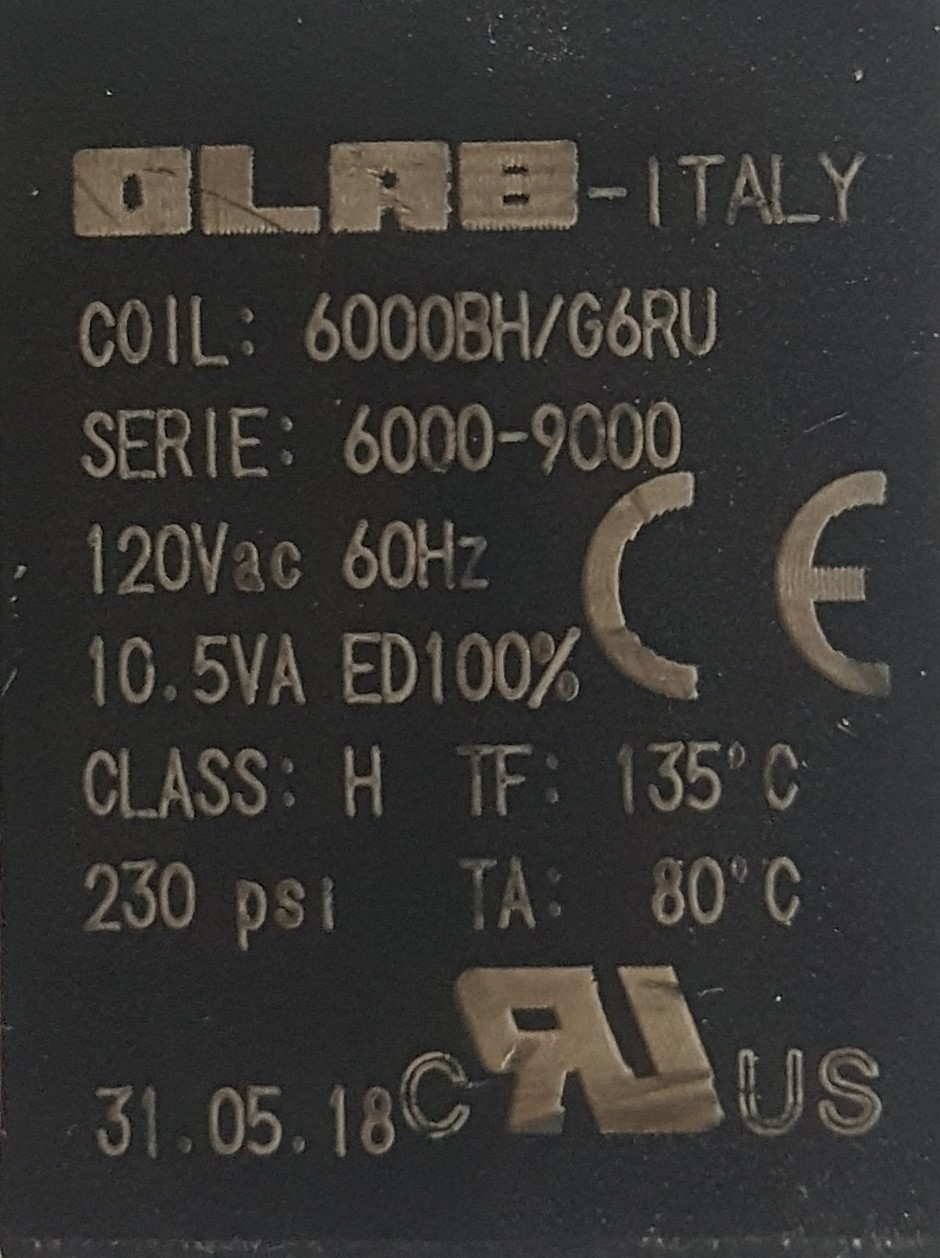 OLAB-ITALY
COIL: 6000BH/G6RU
SERIE: 6000-9000
120Vac 60Hz
10.5VA ED100% CE
CLASS: H TF: 135°C
230 psi TA: 80°C
31.05.18 C RU US